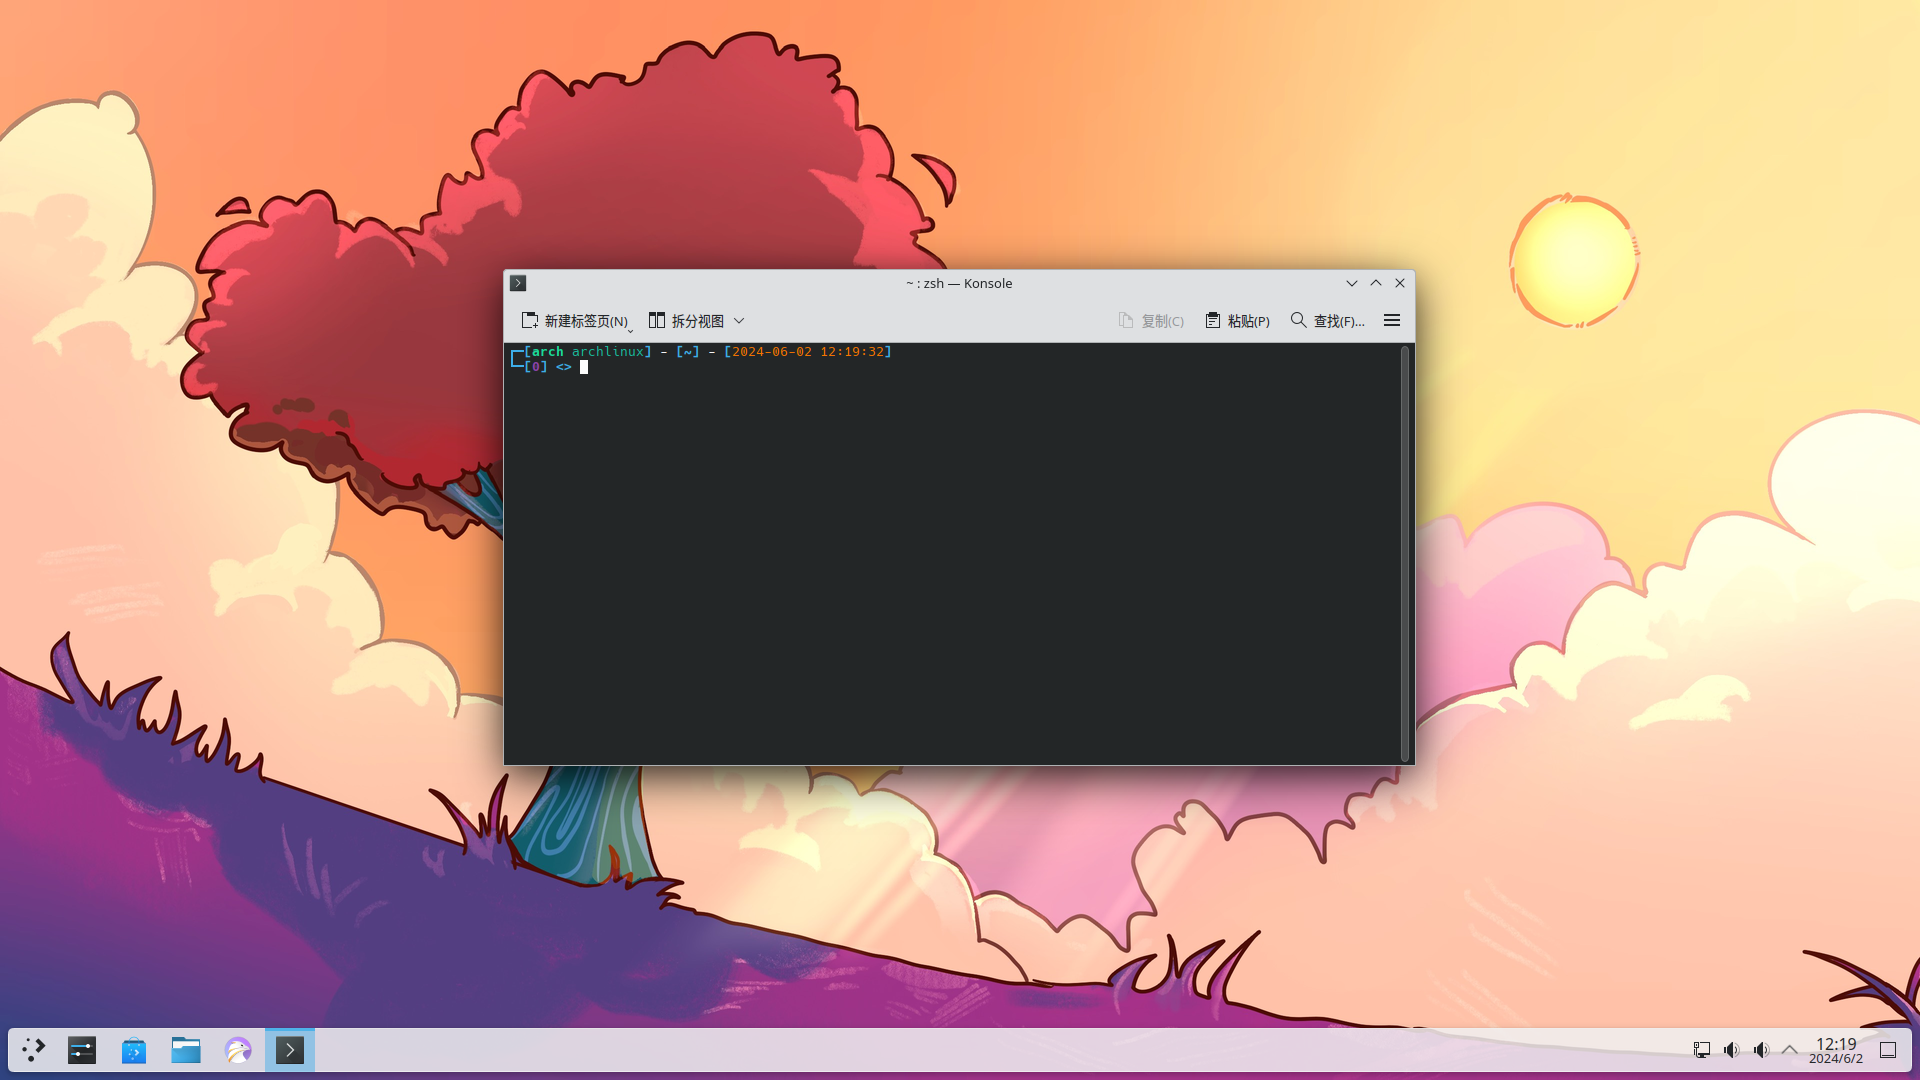 ~ : zsh — Konsole
新建标签页(N) 拆分视图 复制(C) 粘贴(P) 查找(F)...
[arch archlinux] - [~] - [2024-06-02 12:19:32]
[0] <>
12:19
2024/6/2